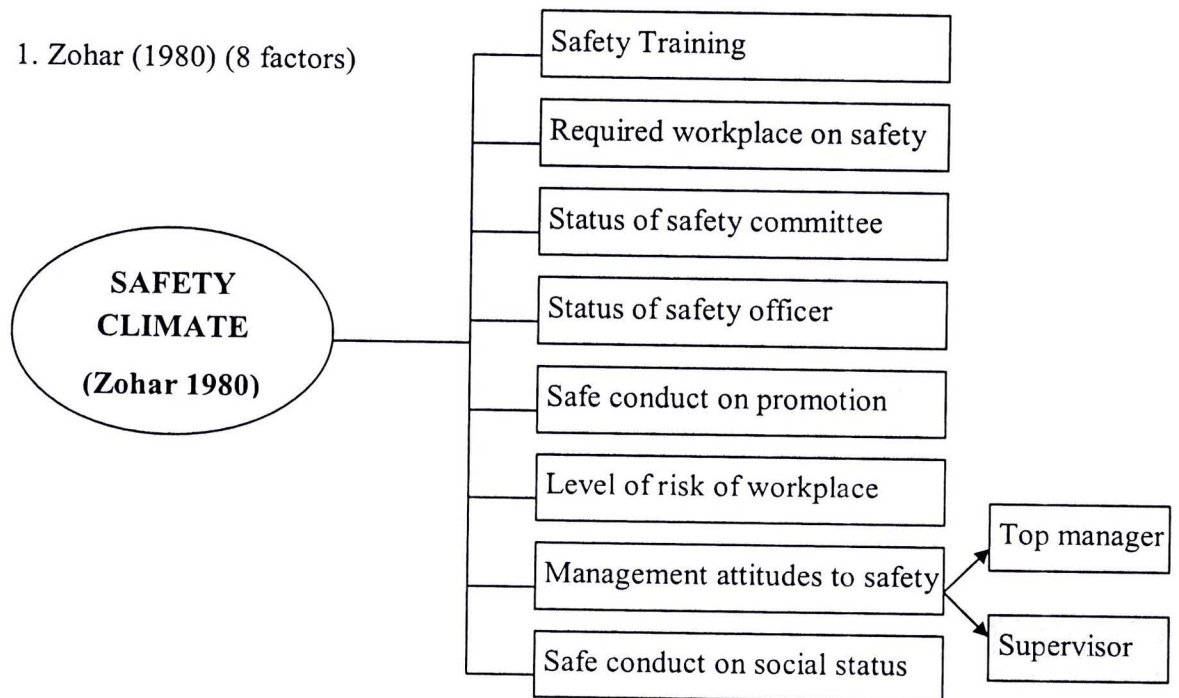 1. Zohar (1980) (8 factors)
SAFETY
CLIMATE
(Zohar 1980)
Safety Training
Required workplace on safety
Status of safety committee
Status of safety officer
Safe conduct on promotion
Level of risk of workplace
Management attitudes to safety
Top manager
Supervisor
Safe conduct on social status